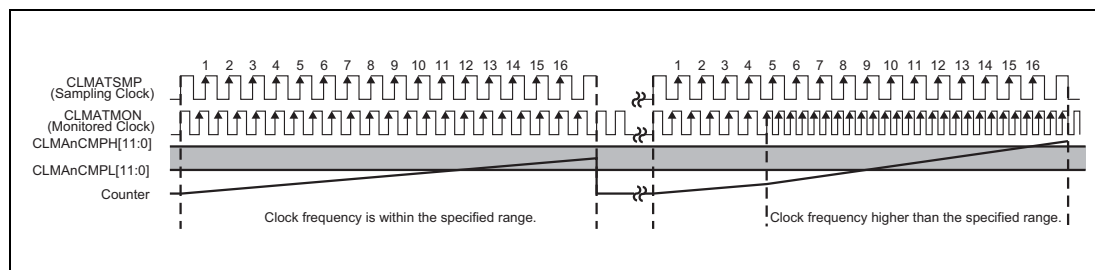 1 2 3 4 5 6 7 8 9 10 11 12 13 14 15 16 1 2 3 4 5 6 7 8 9 10 11 12 13 14 15 16
CLMATSMP
(Sampling Clock)
CLMATMON
(Monitored Clock)
CLMAnCMPH[11:0]
CLMAnCMPL[11:0]
Counter
Clock frequency is within the specified range. Clock frequency higher than the specified range.